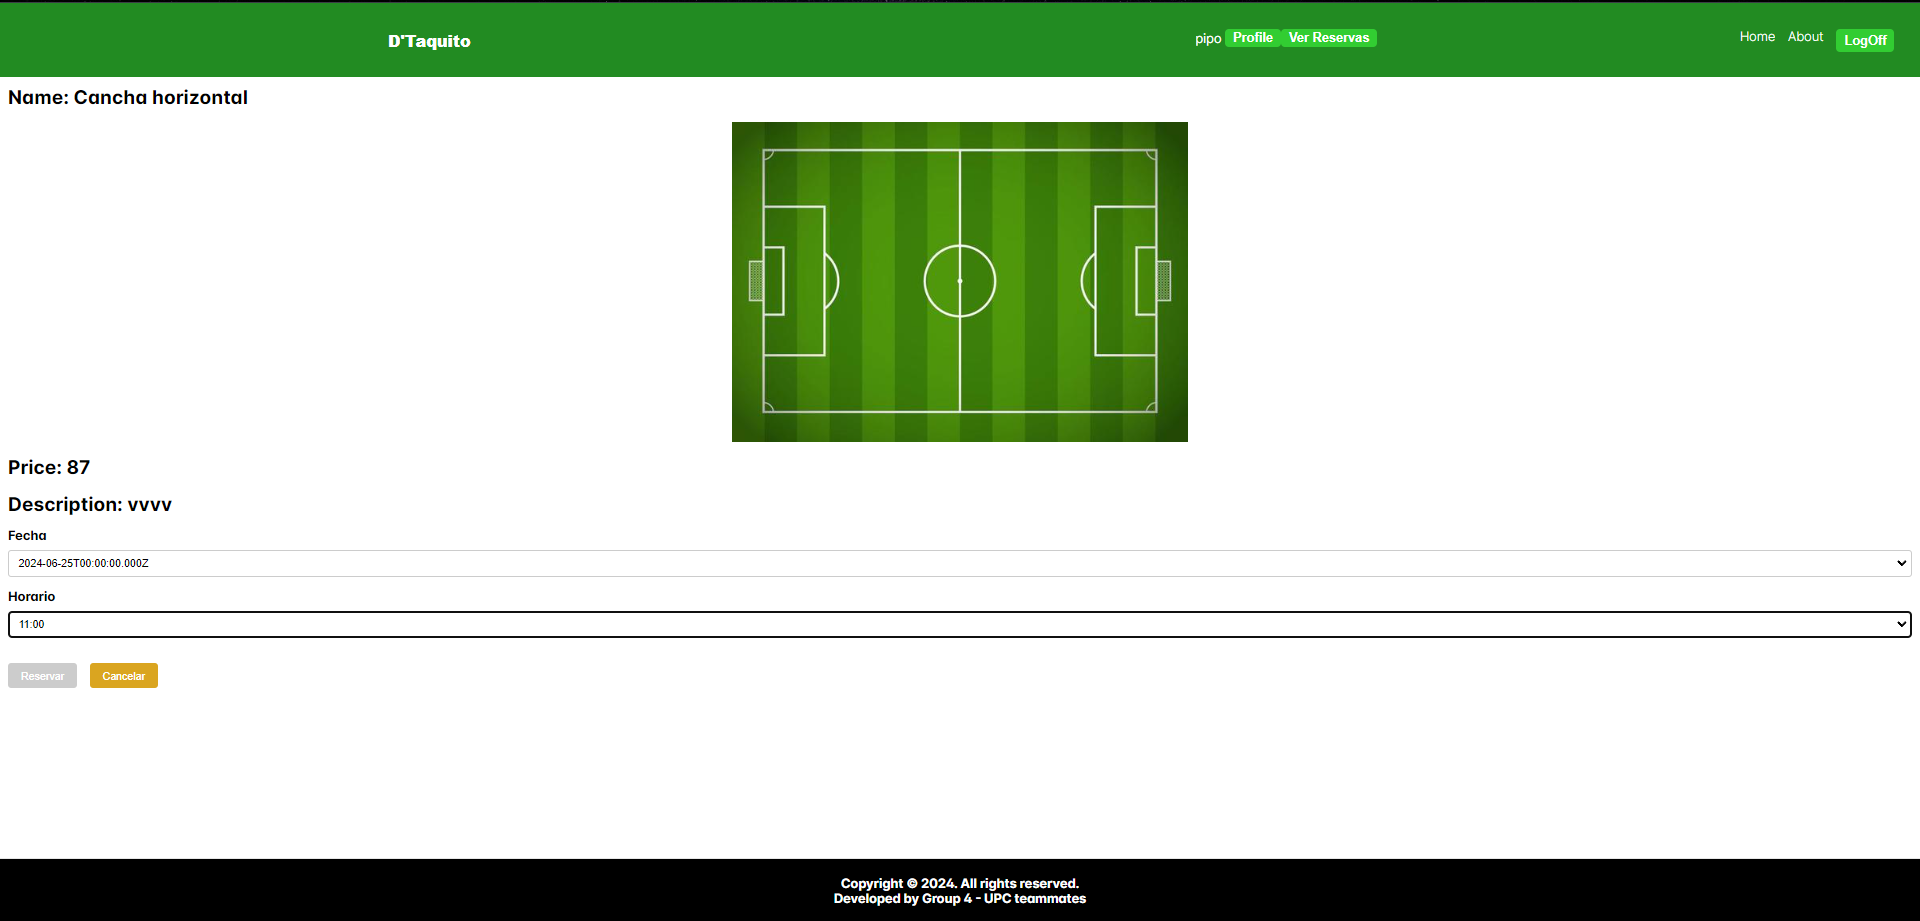 D'Taquito
pipo Profile Ver Reservas
Home About LogOff
Name: Cancha horizontal
Price: 87
Description: vvvv
Fecha
2024-06-25T00:00:00.000Z
Horario
11:00
Reservar Cancelar
Copyright © 2024. All rights reserved.
Developed by Group 4 - UPC teammates